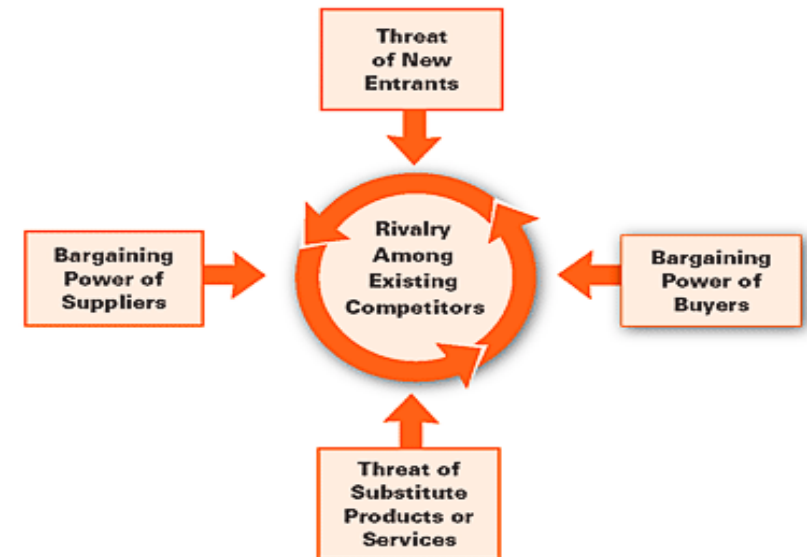 Threat
of New
Entrants
Bargaining
Power of
Suppliers
Rivalry
Among
Existing
Competitors
Bargaining
Power of
Buyers
Threat of
Substitute
Products or
Services